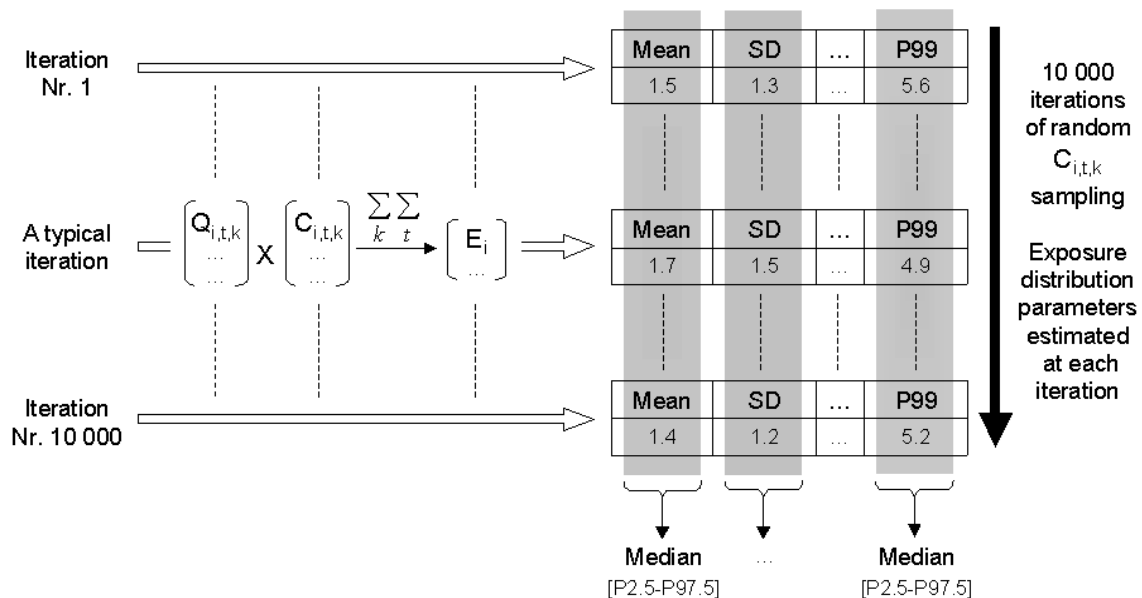 Iteration
Nr. 1
Mean SD ... P99
1.5 1.3 ... 5.6
A typical
iteration
Q i,t,k
...
...
X
C i,t,k
...
...
∑ ∑
k t
E i
...
Mean SD ... P99
1.7 1.5 ... 4.9
Iteration
Nr. 10 000
Mean SD ... P99
1.4 1.2 ... 5.2
Median ... Median
[P2.5-P97.5] [P2.5-P97.5]
10 000
iterations
of random
C i,t,k
sampling
Exposure
distribution
parameters
estimated
at each
iteration